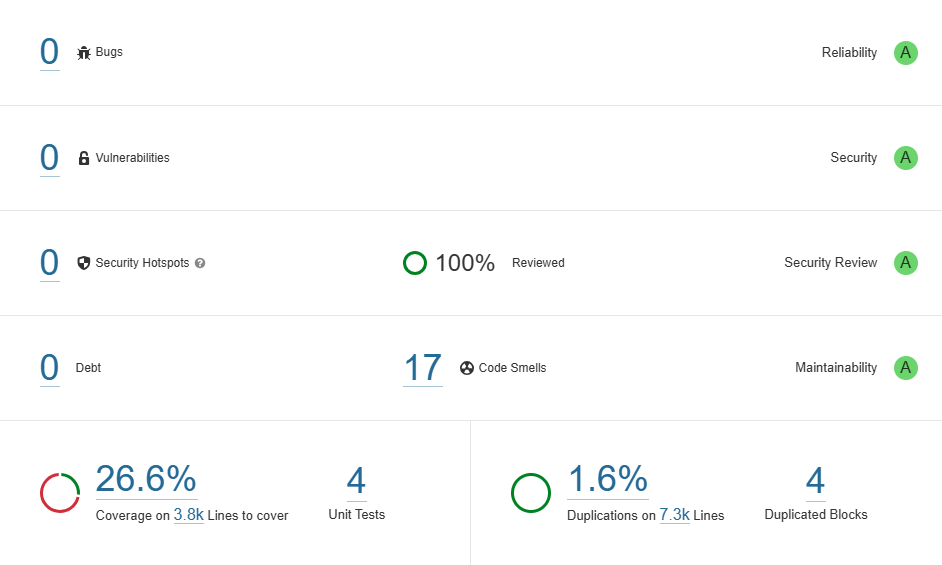 0 Bugs Reliability A
0 Vulnerabilities Security A
0 Security Hotspots ? 100% Reviewed Security Review A
0 Debt 17 Code Smells Maintainability A
26.6% 4
Coverage on 3.8k Lines to cover Unit Tests
1.6% 4
Duplications on 7.3k Lines Duplicated Blocks